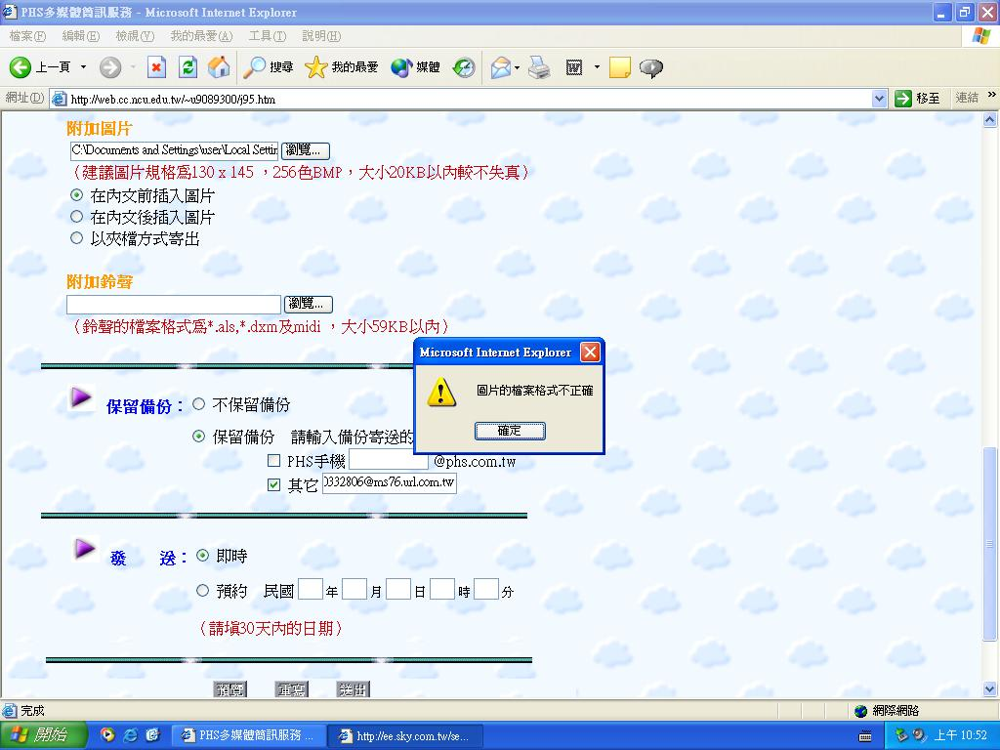 PHS多媒體簡訊服務 - Microsoft Internet Explorer
檔案(F) 編輯(E) 檢視(V) 我的最愛(A) 工具(T) 說明(H)
上一頁 搜尋 我的最愛 媒體
網址(D) http://web.cc.ncu.edu.tw/~u9089300/j95.htm 移至 連結 »
附加圖片
C:\Documents and Settings\user\Local Settin 瀏覽...
（建議圖片規格為130 x 145 ，256色BMP，大小20KB以內較不失真）
在內文前插入圖片
在內文後插入圖片
以夾檔方式寄出
附加鈴聲
瀏覽...
（鈴聲的檔案格式為*.als,*.dxm及midi ，大小59KB以內）
Microsoft Internet Explorer
圖片的檔案格式不正確
確定
保留備份： 不保留備份
保留備份 請輸入備份寄送的
PHS手機 @phs.com.tw
其它 0332806@ms76.url.com.tw
發 送： 即時
預約 民國 年 月 日 時 分
（請填30天內的日期）
預覽 重寫 送出
完成 網際網路
開始 PHS多媒體簡訊服務 ... http://ee.sky.com.tw/se... 上午 10:52